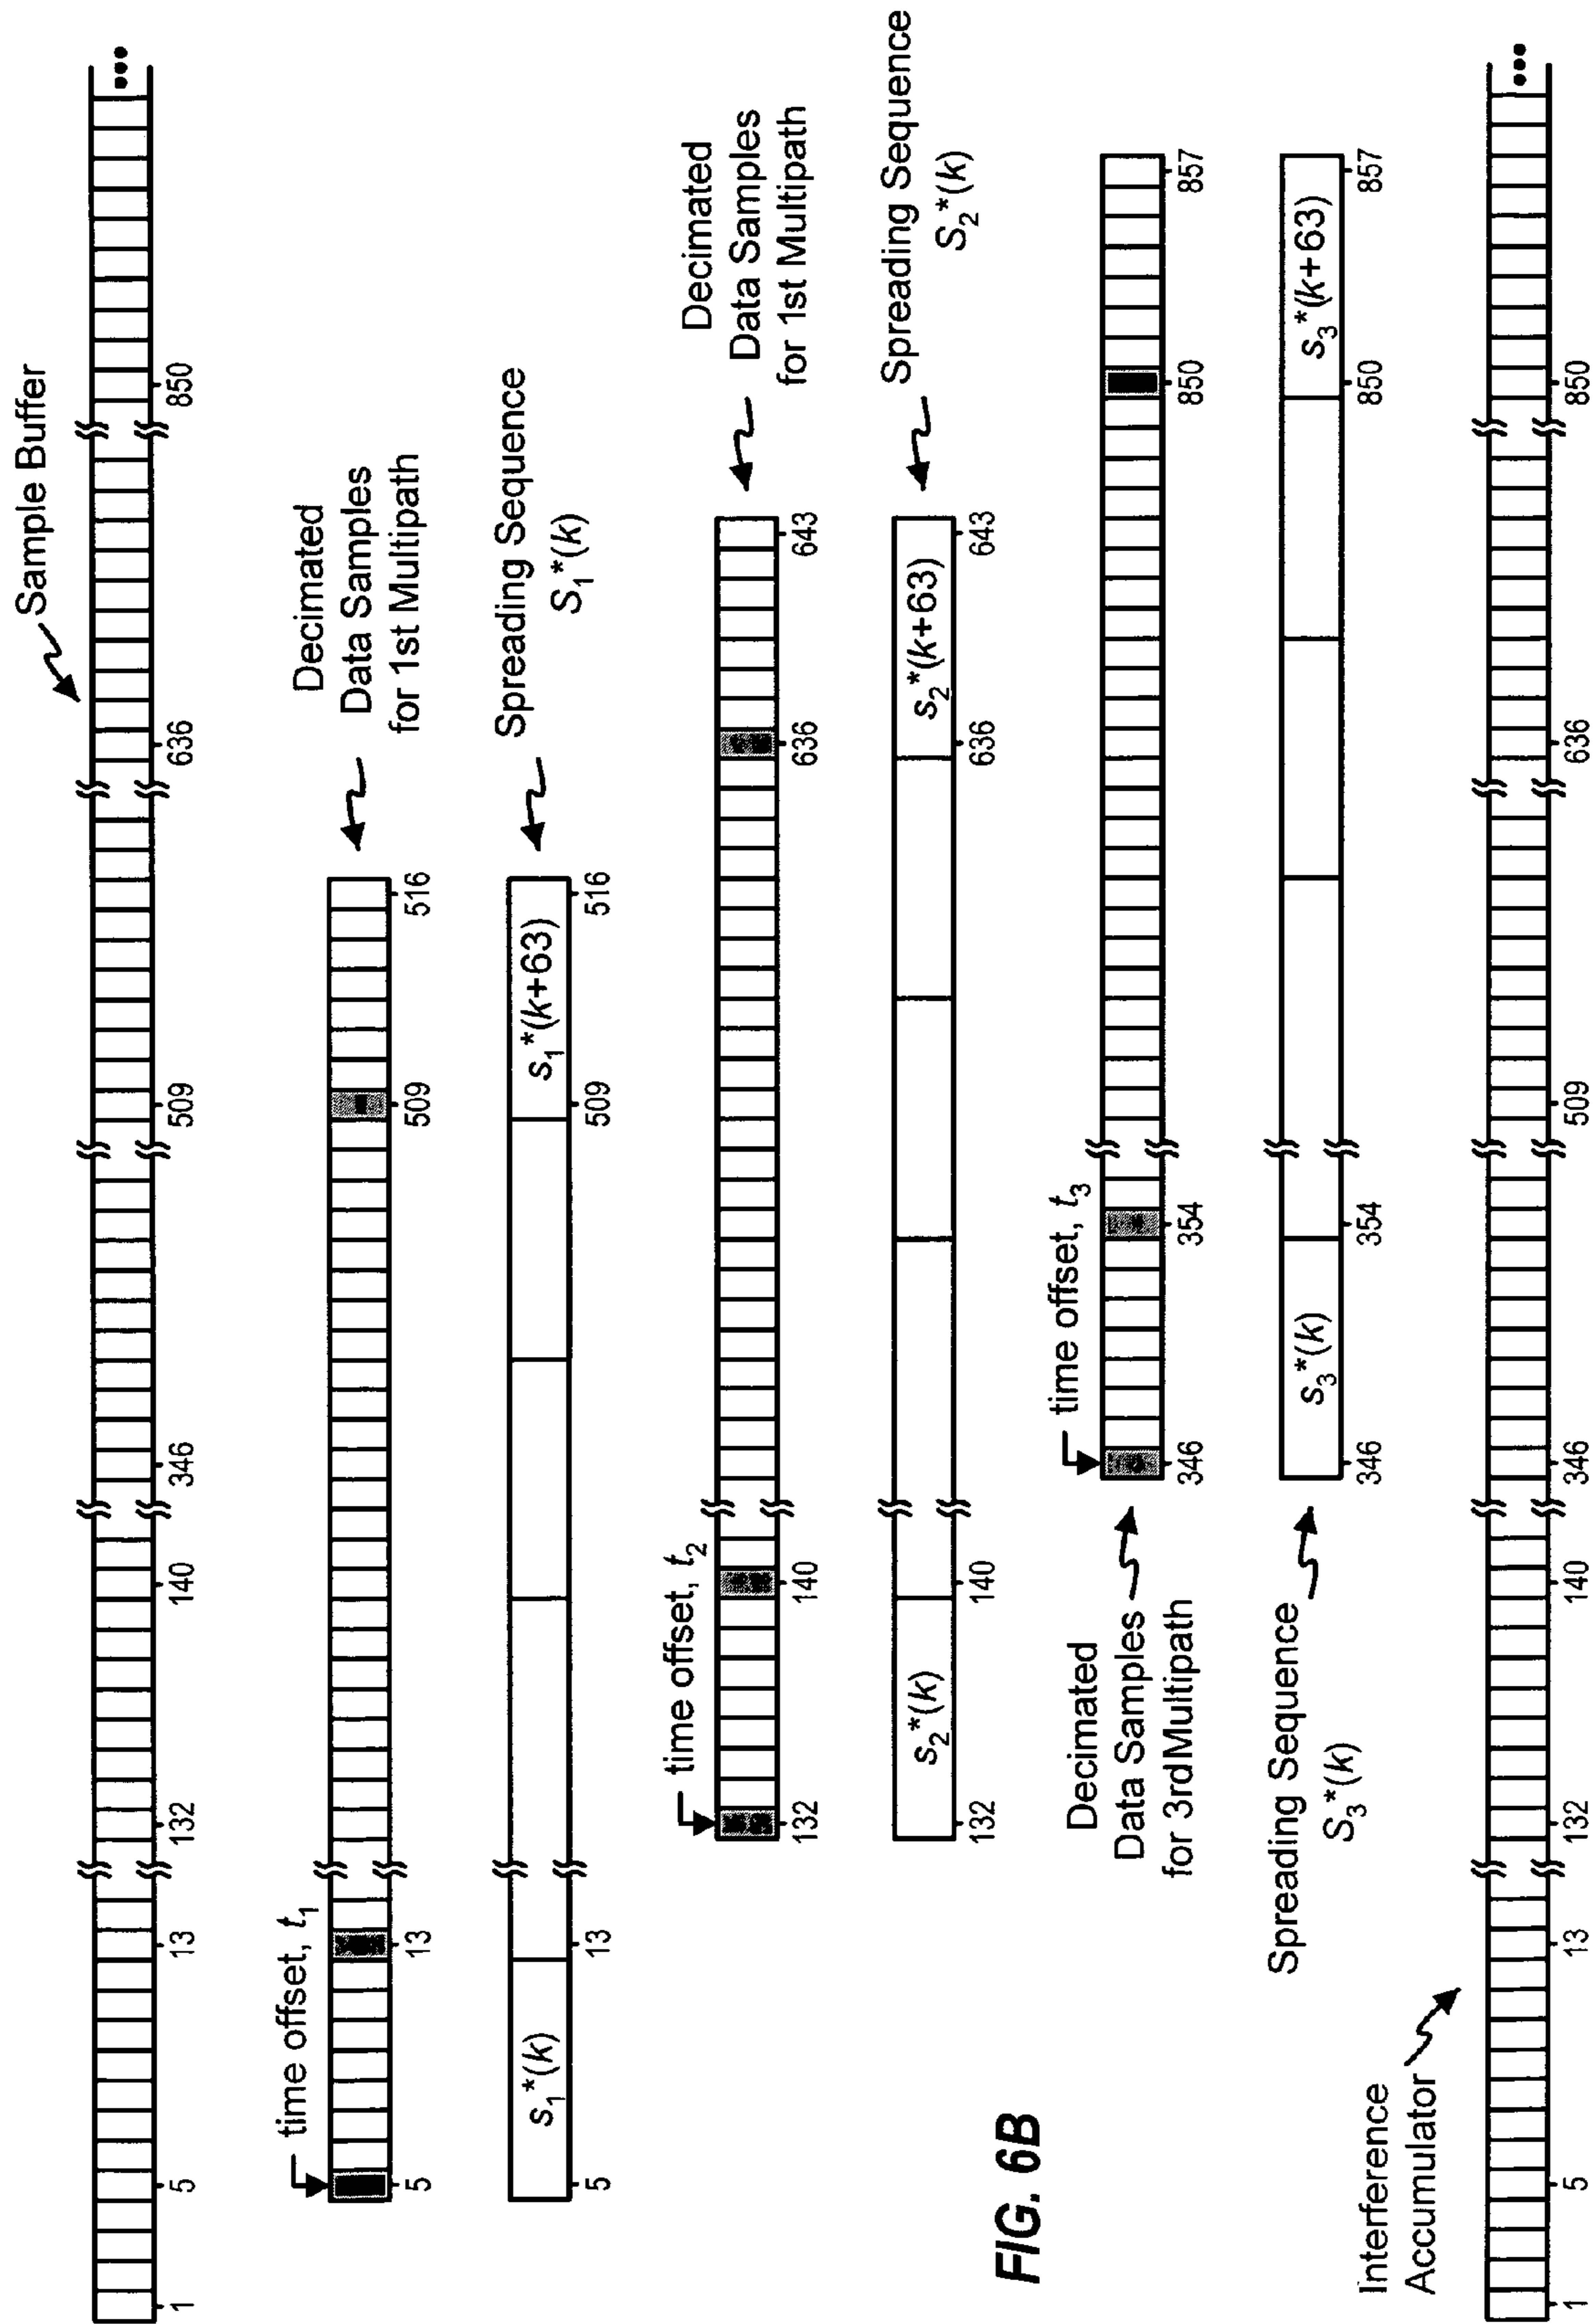 Sample Buffer
1 5 13 132 140 346 509 636 850
time offset, t1
Decimated
Data Samples
for 1st Multipath
5 13 509 516
Spreading Sequence
S1*(k)
s1*(k) s1*(k+63)
5 13 509 516
time offset, t2
Decimated
Data Samples
for 1st Multipath
132 140 636 643
Spreading Sequence
S2*(k)
s2*(k) s2*(k+63)
132 140 636 643
time offset, t3
Decimated
Data Samples
for 3rdMultipath
346 354 850 857
Spreading Sequence
S3*(k)
s3*(k) s3*(k+63)
346 354 850 857
Interference
Accumulator
1 5 13 132 140 346 509 636 850
FIG. 6B